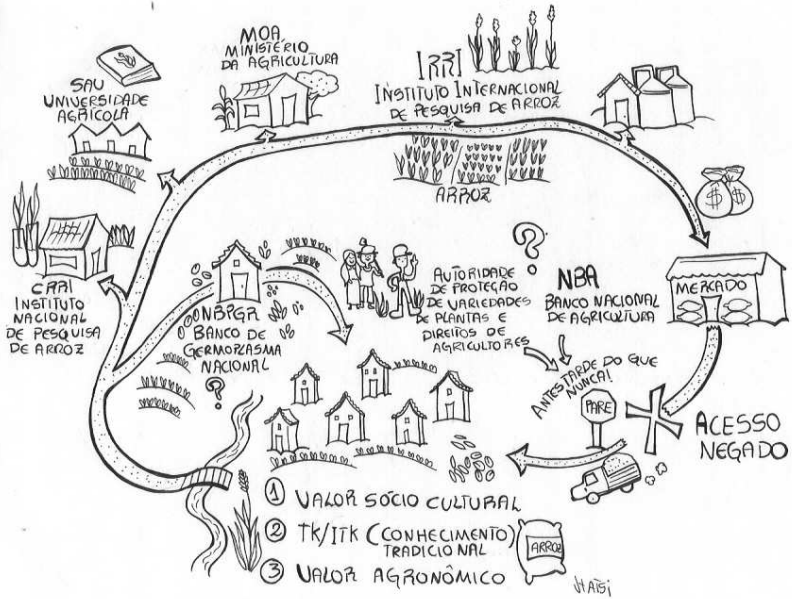 SAU
UNIVERSIDADE
AGRÍCOLA
MOA,
MINISTÉRIO
DA AGRICULTURA
IRRI
INSTITUTO INTERNACIONAL
DE PESQUISA DE ARROZ
ARROZ
$ $
CRRI
INSTITUTO
NACIONAL
DE PESQUISA
DE ARROZ
NBPGR
BANCO DE
GERMOPLASMA
NACIONAL
?
?
AUTORIDADE
DE PROTEÇÃO
DE VARIEDADES
DE PLANTAS E
DIREITOS DE
AGRICULTORES
NBA
BANCO NACIONAL
DE AGRICULTURA
MERCADO
ANTES TARDE DO QUE
NUNCA!
PARE
ACESSO
NEGADO
1 VALOR SÓCIO CULTURAL
2 TK/ITK (CONHECIMENTO)
TRADICIONAL
ARROZ
3 VALOR AGRONÔMICO